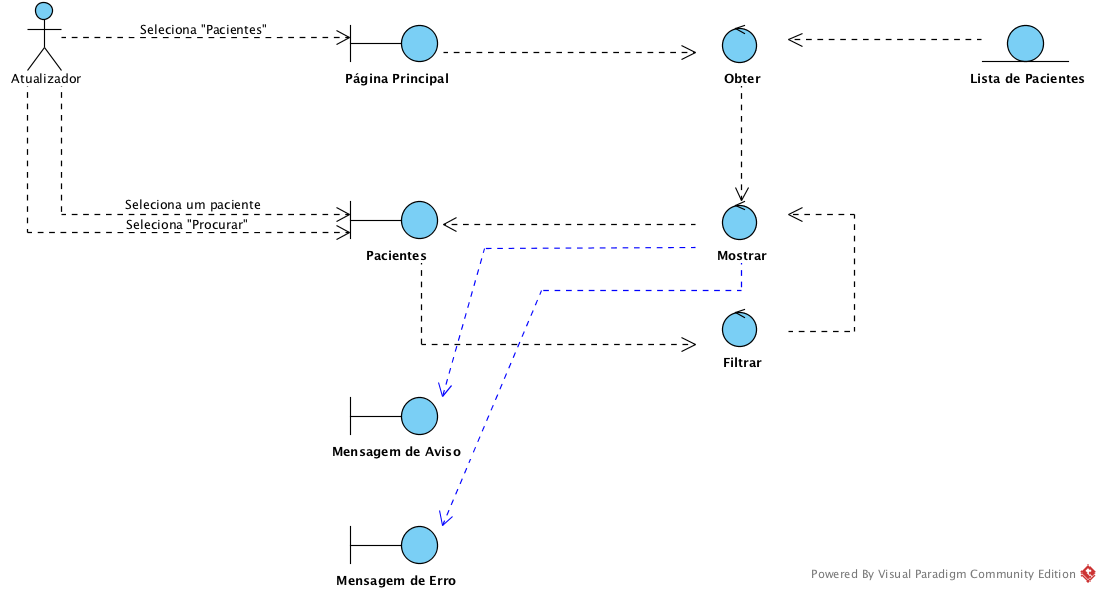 Seleciona "Pacientes"
Atualizador
Página Principal
Obter
Lista de Pacientes
Seleciona um paciente
Seleciona "Procurar"
Pacientes
Mostrar
Filtrar
Mensagem de Aviso
Mensagem de Erro
Powered By Visual Paradigm Community Edition